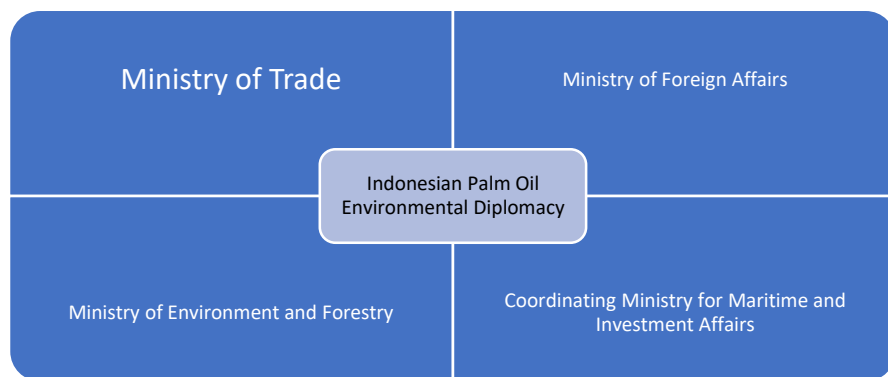 Ministry of Trade
Ministry of Foreign Affairs
Indonesian Palm Oil
Environmental Diplomacy
Ministry of Environment and Forestry
Coordinating Ministry for Maritime and
Investment Affairs